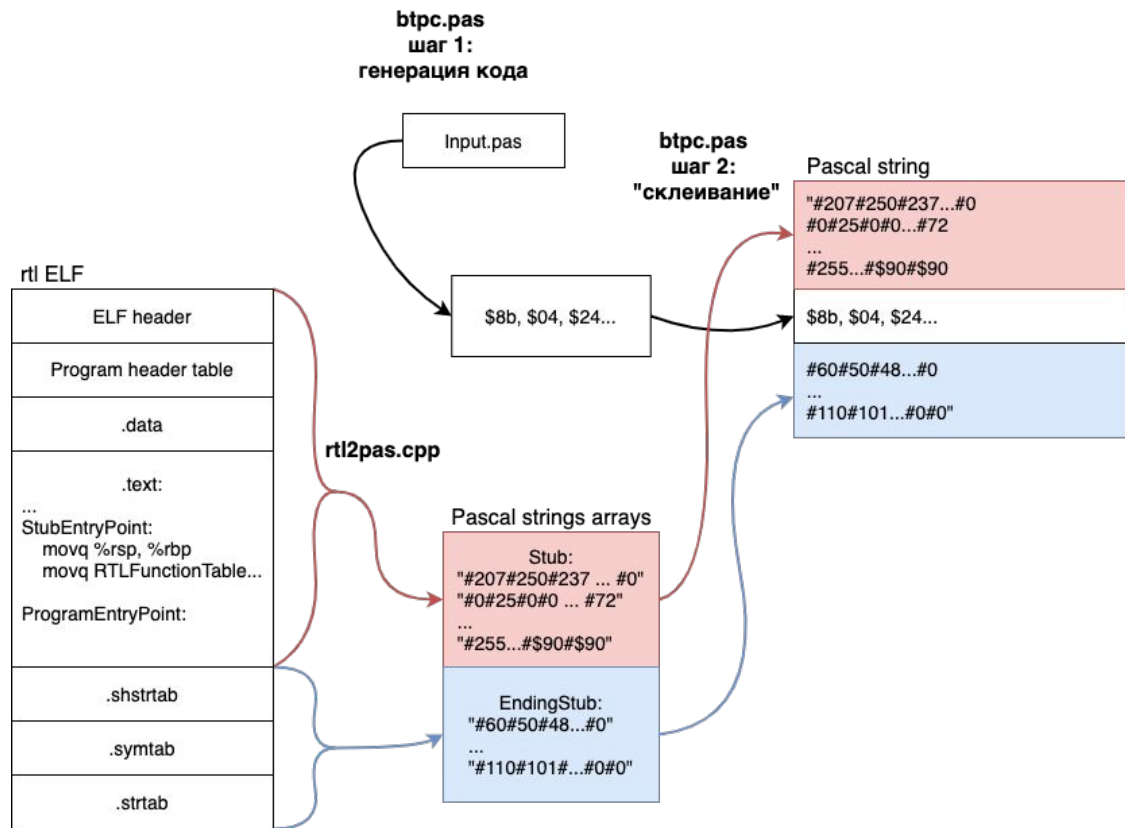 btpc.pas
шаг 1:
генерация кода
Input.pas
btpc.pas
шаг 2:
"склеивание"
Pascal string
"#207#250#237...#0
#0#25#0#0...#72
...
#255...#$90#$90
$8b, $04, $24...
$8b, $04, $24...
#60#50#48...#0
...
#110#101...#0#0"
rtl ELF
ELF header
Program header table
.data
.text:
...
StubEntryPoint:
movq %rsp, %rbp
movq RTLFunctionTable...
ProgramEntryPoint:
.shstrtab
.symtab
.strtab
rtl2pas.cpp
Pascal strings arrays
Stub:
"#207#250#237 ... #0"
"#0#25#0#0 ... #72"
...
"#255...#$90#$90"
EndingStub:
"#60#50#48...#0"
...
"#110#101#...#0#0"